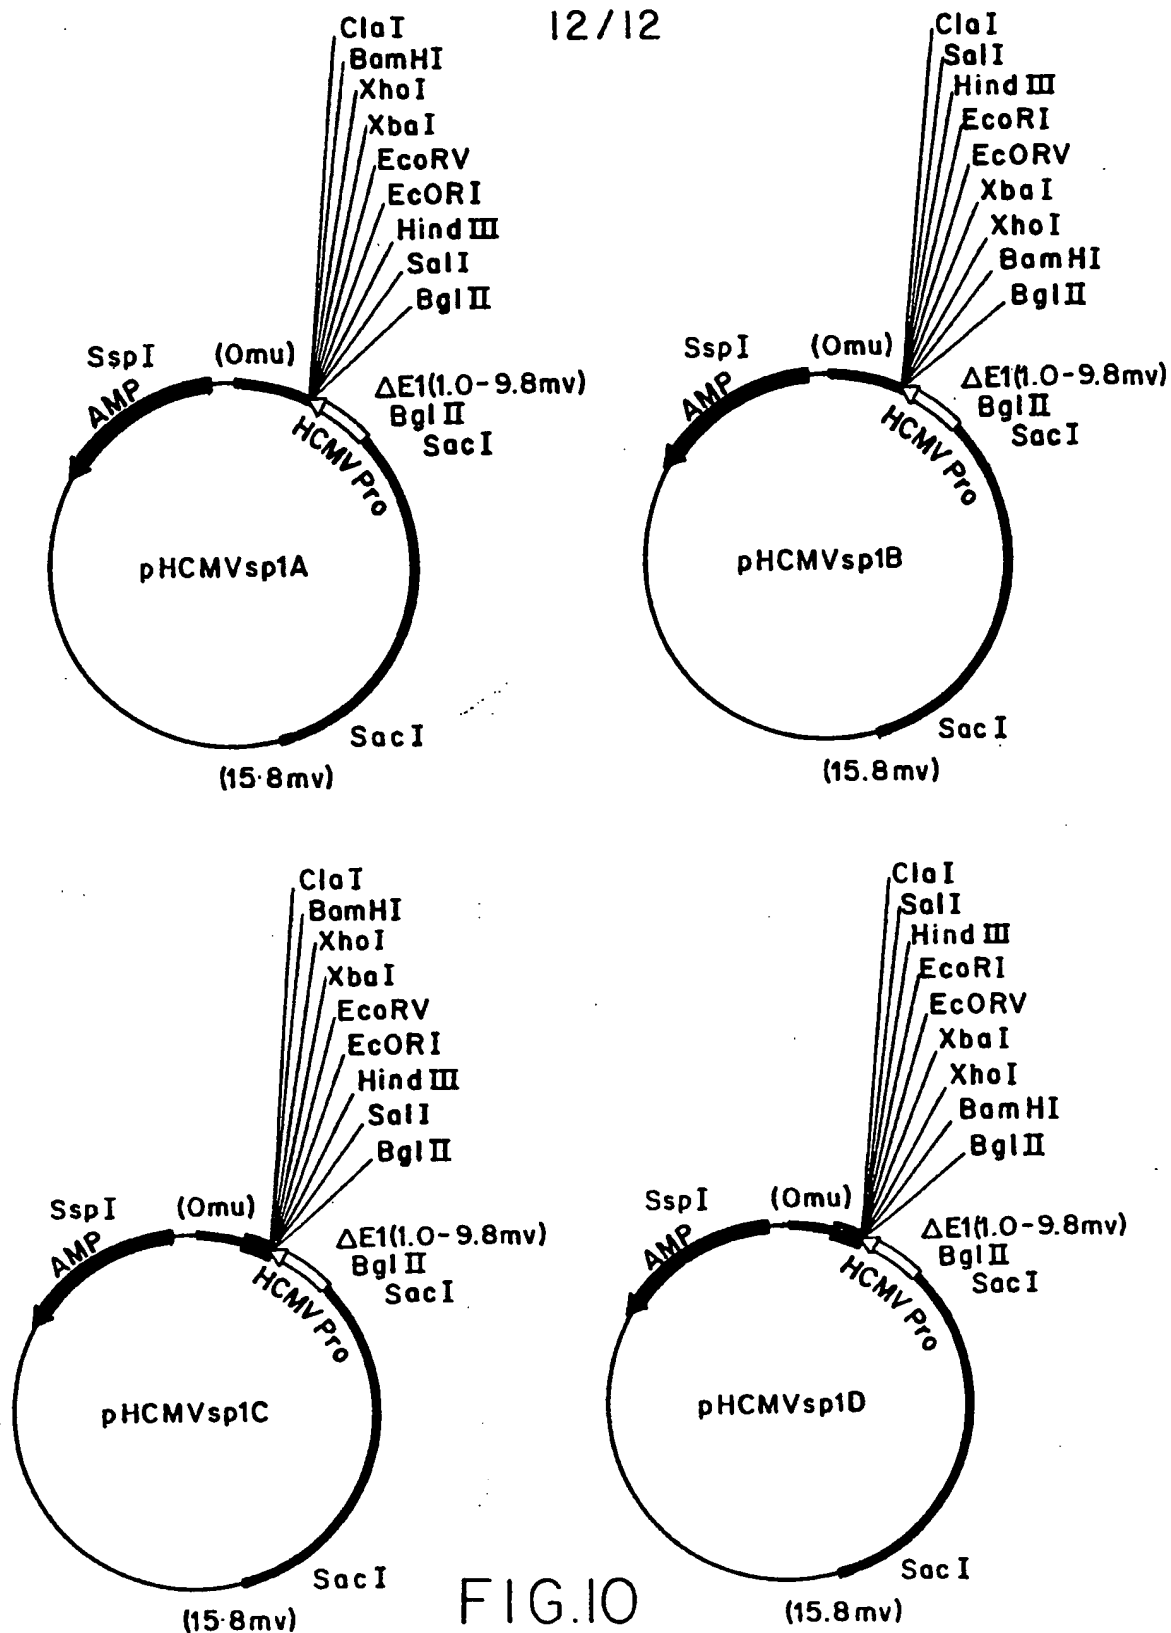 12/12
ClaI
BamHI
XhoI
XbaI
EcoRV
EcORI
Hind III
SalI
BglII
SspI
(Omu)
AMP
ΔE1(1.0-9.8mv)
BglII
SacI
HCMV Pro
pHCMVsp1A
SacI
(15·8mv)
ClaI
SalI
Hind III
EcoRI
EcORV
XbaI
XhoI
BamHI
BglII
SspI
(Omu)
AMP
ΔE1(1.0-9.8mv)
BglII
SacI
HCMV Pro
pHCMVsp1B
SacI
(15.8mv)
ClaI
BamHI
XhoI
XbaI
EcoRV
EcORI
Hind III
SalI
BglII
SspI
(Omu)
AMP
ΔE1(1.0-9.8mv)
BglII
SacI
HCMV Pro
pHCMVsp1C
SacI
(15·8mv)
ClaI
SalI
Hind III
EcoRI
EcORV
XbaI
XhoI
BamHI
BglII
SspI
(Omu)
AMP
ΔE1(1.0-9.8mv)
BglII
SacI
HCMV Pro
pHCMVsp1D
SacI
(15.8mv)
FIG.10